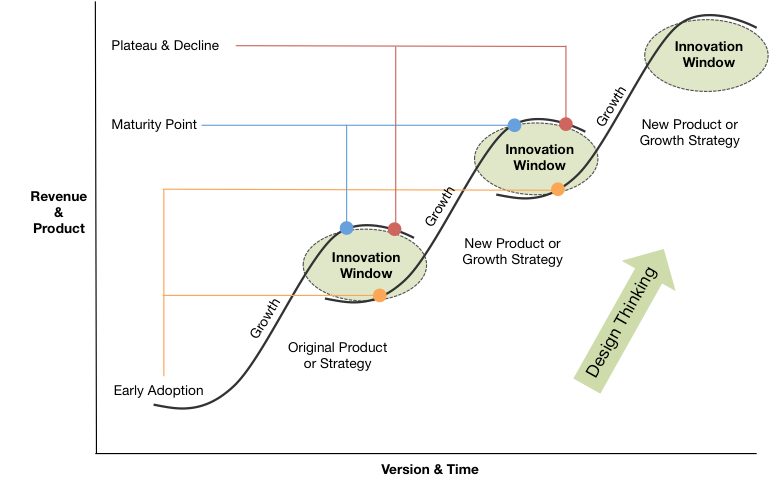 Plateau & Decline
Innovation
Window
Growth
Maturity Point
New Product or
Growth Strategy
Innovation
Window
Revenue
&
Product
Growth
New Product or
Growth Strategy
Innovation
Window
Design Thinking
Growth
Original Product
or Strategy
Early Adoption
Version & Time